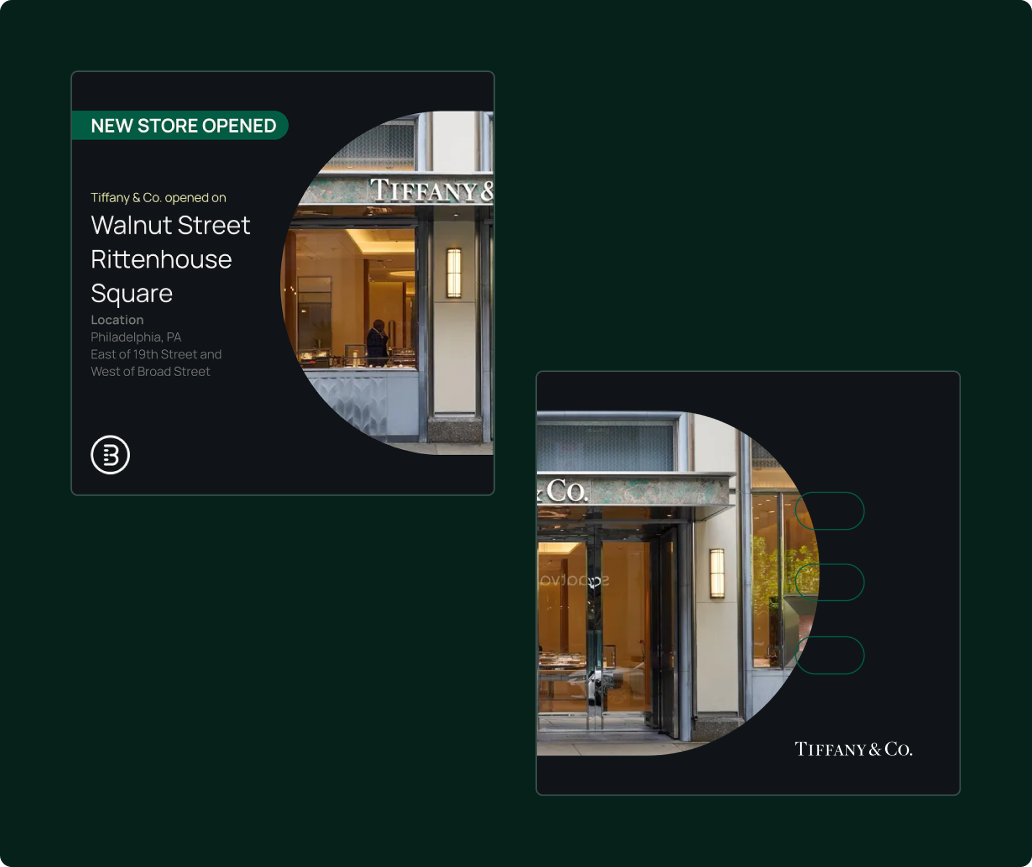 NEW STORE OPENED
Tiffany & Co. opened on
Walnut Street
Rittenhouse
Square
Location
Philadelphia, PA
East of 19th Street and
West of Broad Street
TIFFANY &
B
& CO.
TIFFANY & CO.